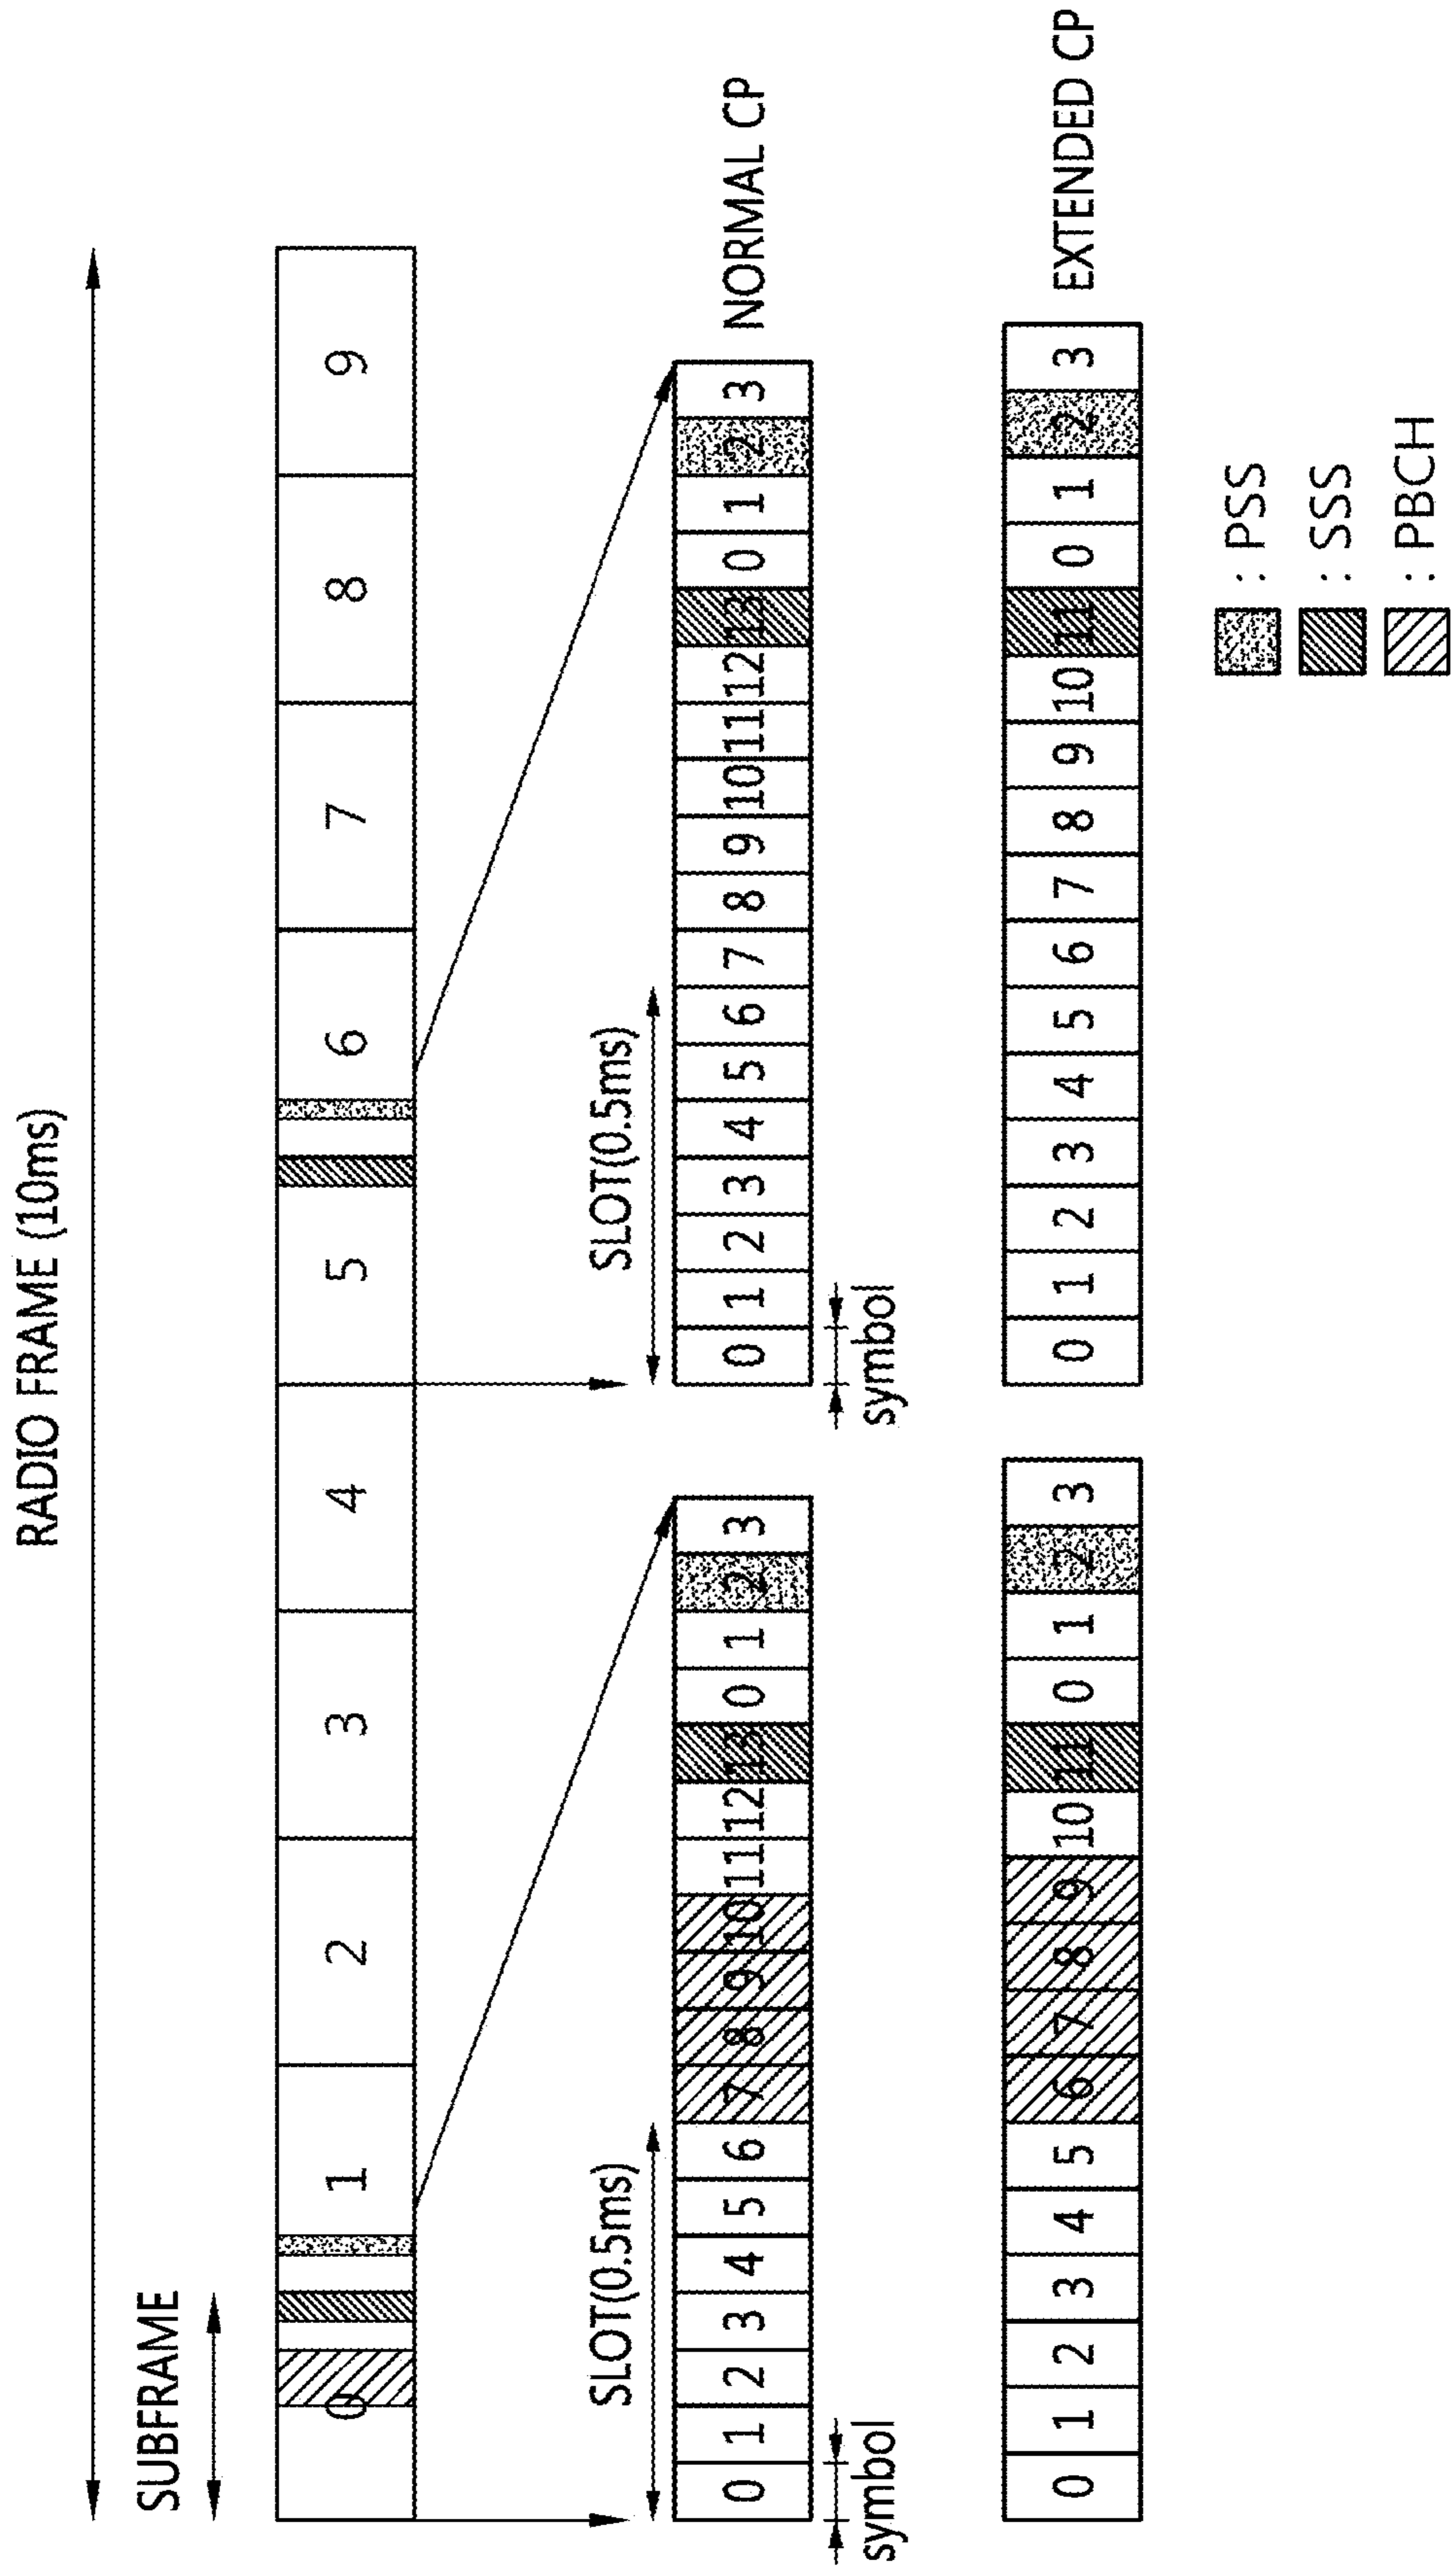 RADIO FRAME (10ms)
SUBFRAME
0 1 2 3 4 5 6 7 8 9
SLOT(0.5ms) SLOT(0.5ms)
0 1 2 3 4 5 6 7 8 9 10 11 12 13 0 1 2 3 0 1 2 3 4 5 6 7 8 9 10 11 12 13 0 1 2 3 NORMAL CP
symbol symbol
0 1 2 3 4 5 6 7 8 9 10 11 0 1 2 3 0 1 2 3 4 5 6 7 8 9 10 11 0 1 2 3 EXTENDED CP
: PSS
: SSS
: PBCH